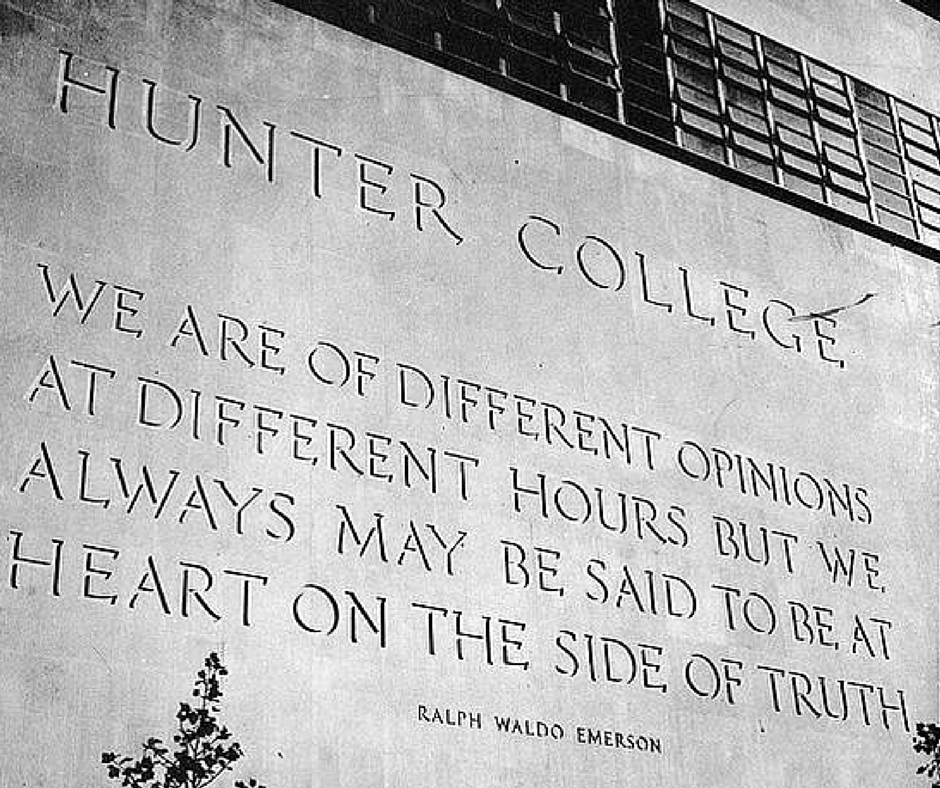 HUNTER COLLEGE
WE ARE OF DIFFERENT OPINIONS
AT DIFFERENT HOURS BUT WE
ALWAYS MAY BE SAID TO BE AT
HEART ON THE SIDE OF TRUTH
RALPH WALDO EMERSON